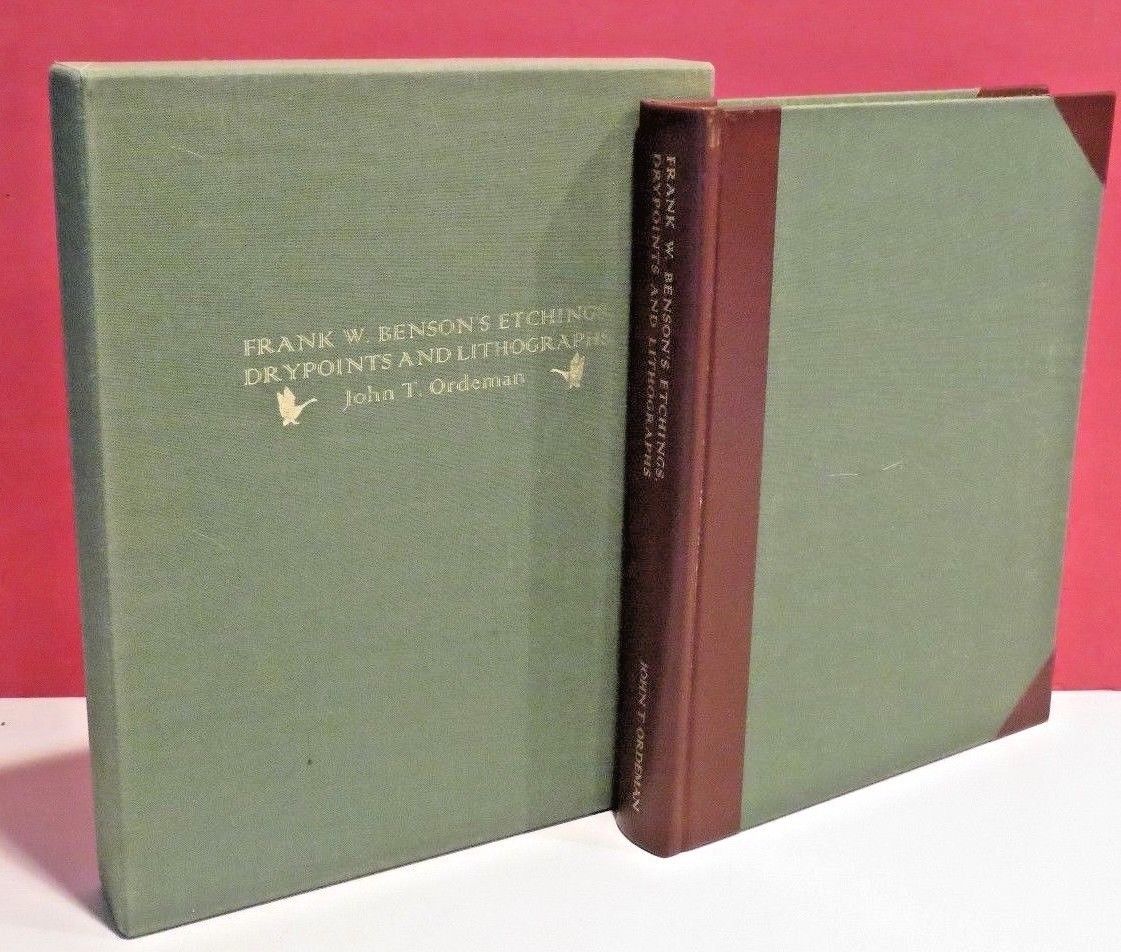 FRANK W. BENSON'S ETCHINGS
DRYPOINTS AND LITHOGRAPHS
John T. Ordeman
FRANK W. BENSON'S ETCHINGS,
DRYPOINTS AND LITHOGRAPHS
JOHN T. ORDEMAN